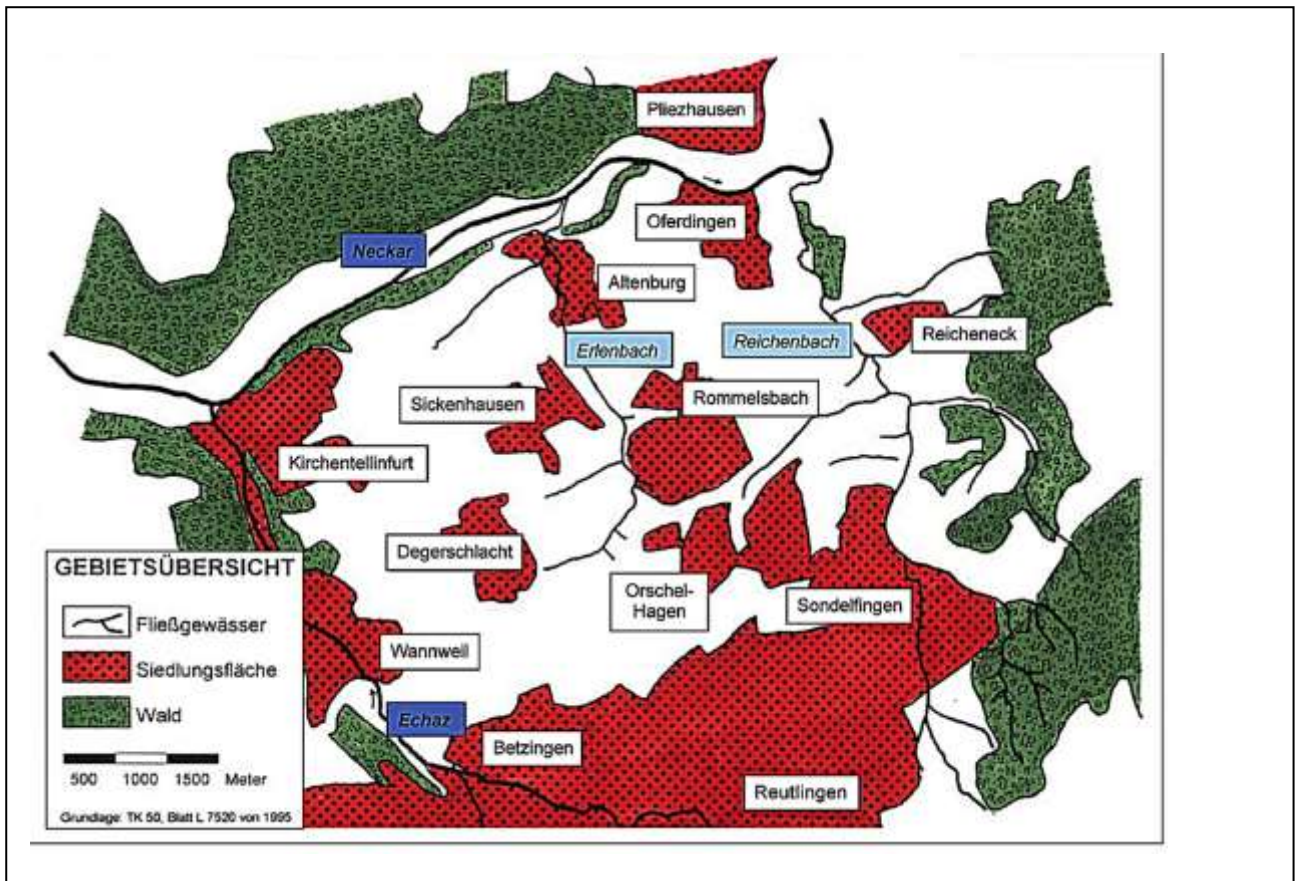 Pliezhausen
Oferdingen
Neckar
Altenburg
Erlenbach
Reichenbach
Reicheneck
Sickenhausen
Rommelsbach
Kirchentellinfurt
Degerschlacht
Orschel-
Hagen
Sondelfingen
Wannweil
Echaz
Betzingen
Reutlingen
GEBIETSÜBERSICHT
Fließgewässer
Siedlungsfläche
Wald
500 1000 1500 Meter
Grundlage: TK 50, Blatt L 7520 von 1995